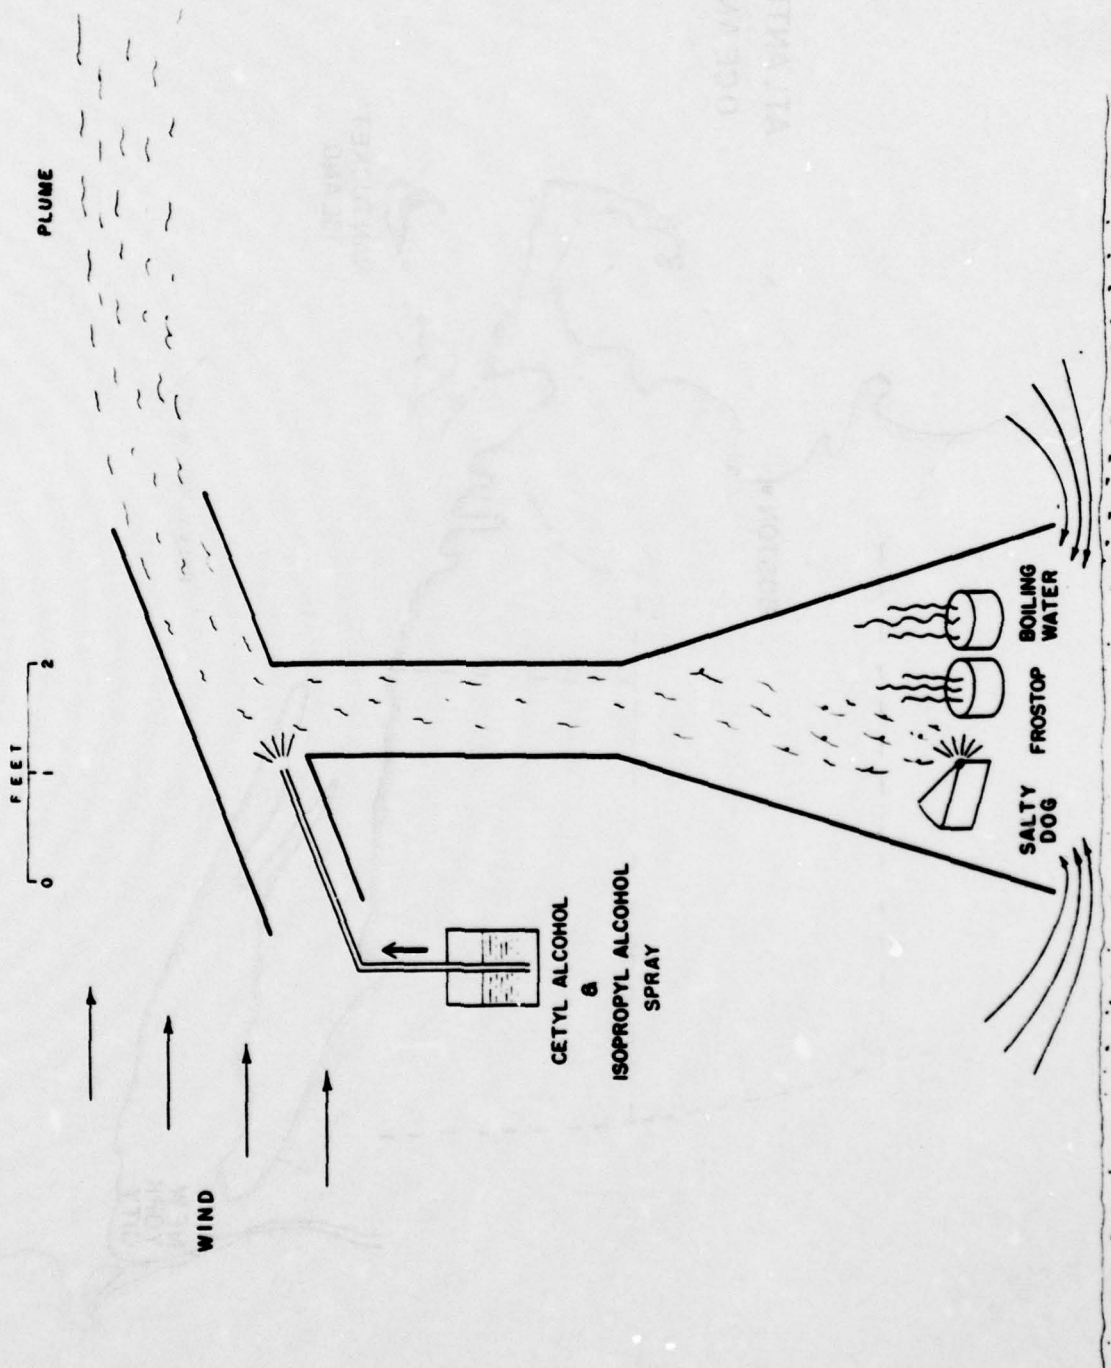 FEET
0 1 2
PLUME
WIND
CETYL ALCOHOL
&
ISOPROPYL ALCOHOL
SPRAY
SALTY
DOG
FROSTOP
BOILING
WATER